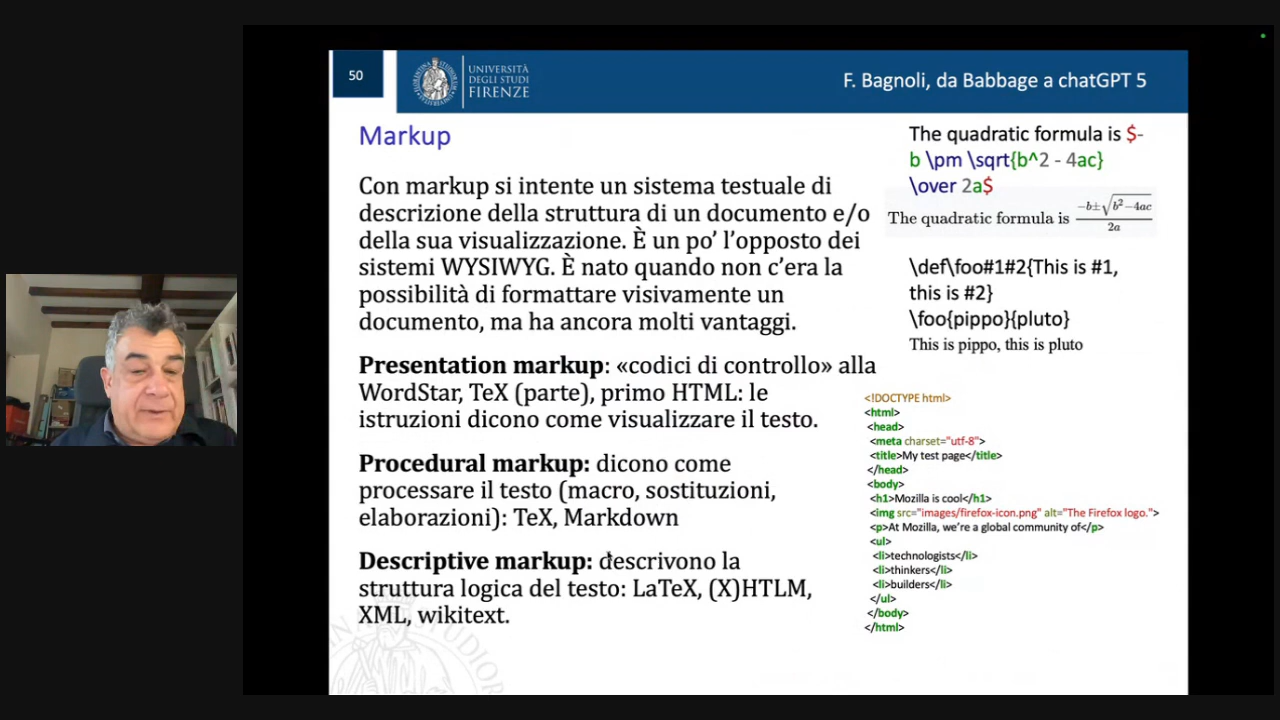 50
UNIVERSITÀ
DEGLI STUDI
FIRENZE
F. Bagnoli, da Babbage a chatGPT 5
Markup
Con markup si intente un sistema testuale di
descrizione della struttura di un documento e/o
della sua visualizzazione. È un po’ l’opposto dei
sistemi WYSIWYG. È nato quando non c’era la
possibilità di formattare visivamente un
documento, ma ha ancora molti vantaggi.
Presentation markup: «codici di controllo» alla
WordStar, TeX (parte), primo HTML: le
istruzioni dicono come visualizzare il testo.
Procedural markup: dicono come
processare il testo (macro, sostituzioni,
elaborazioni): TeX, Markdown
Descriptive markup: descrivono la
struttura logica del testo: LaTeX, (X)HTLM,
XML, wikitext.
The quadratic formula is $-
b \pm \sqrt{b^2 - 4ac}
\over 2a$
The quadratic formula is −b±√b²−4ac
2a
\def\foo#1#2{This is #1,
this is #2}
\foo{pippo}{pluto}
This is pippo, this is pluto
<!DOCTYPE html>
<html>
<head>
<meta charset="utf-8">
<title>My test page</title>
</head>
<body>
<h1>Mozilla is cool</h1>
<img src="images/firefox-icon.png" alt="The Firefox logo.">
<p>At Mozilla, we’re a global community of</p>
<ul>
<li>technologists</li>
<li>thinkers</li>
<li>builders</li>
</ul>
</body>
</html>